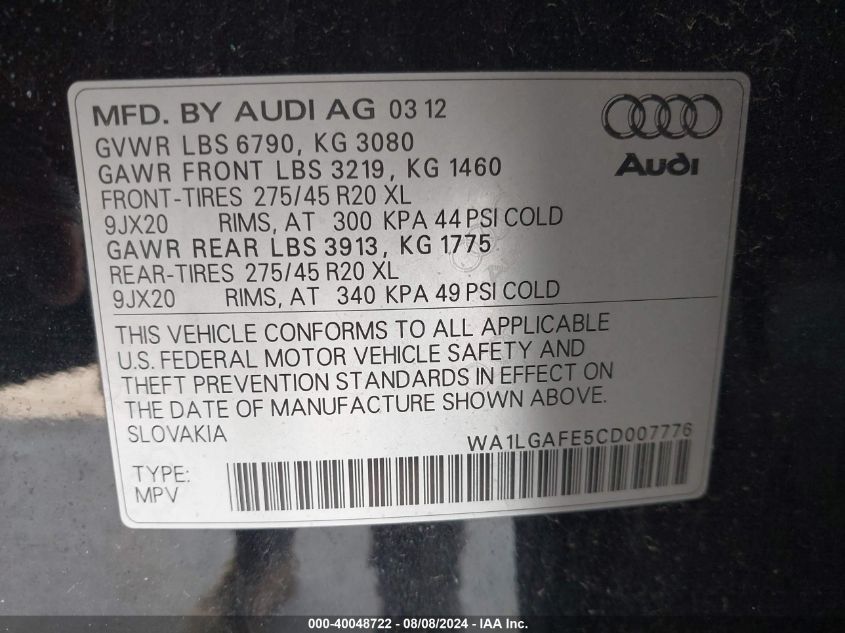 MFD. BY AUDI AG 03 12
GVWR LBS 6790, KG 3080
GAWR FRONT LBS 3219, KG 1460
FRONT-TIRES 275/45 R20 XL
9JX20 RIMS, AT 300 KPA 44 PSI COLD
GAWR REAR LBS 3913, KG 1775
REAR-TIRES 275/45 R20 XL
9JX20 RIMS, AT 340 KPA 49 PSI COLD
Audi
THIS VEHICLE CONFORMS TO ALL APPLICABLE
U.S. FEDERAL MOTOR VEHICLE SAFETY AND
THEFT PREVENTION STANDARDS IN EFFECT ON
THE DATE OF MANUFACTURE SHOWN ABOVE.
SLOVAKIA WA1LGAFE5CD007776
TYPE:
MPV
000-40048722 - 08/08/2024 - IAA Inc.